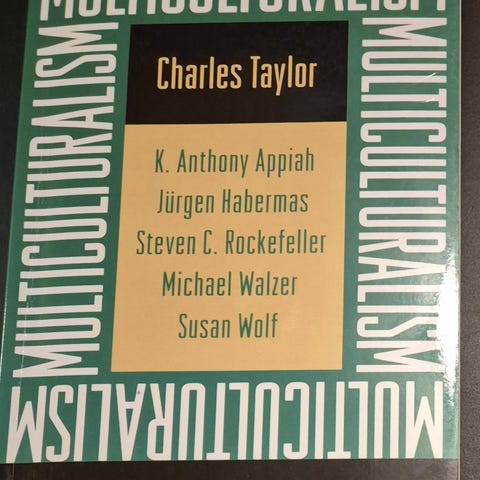 MULTICULTURALISM
Charles Taylor
K. Anthony Appiah
Jürgen Habermas
Steven C. Rockefeller
Michael Walzer
Susan Wolf
MULTICULTURALISM
MULTICULTURALISM
MULTICULTURALISM